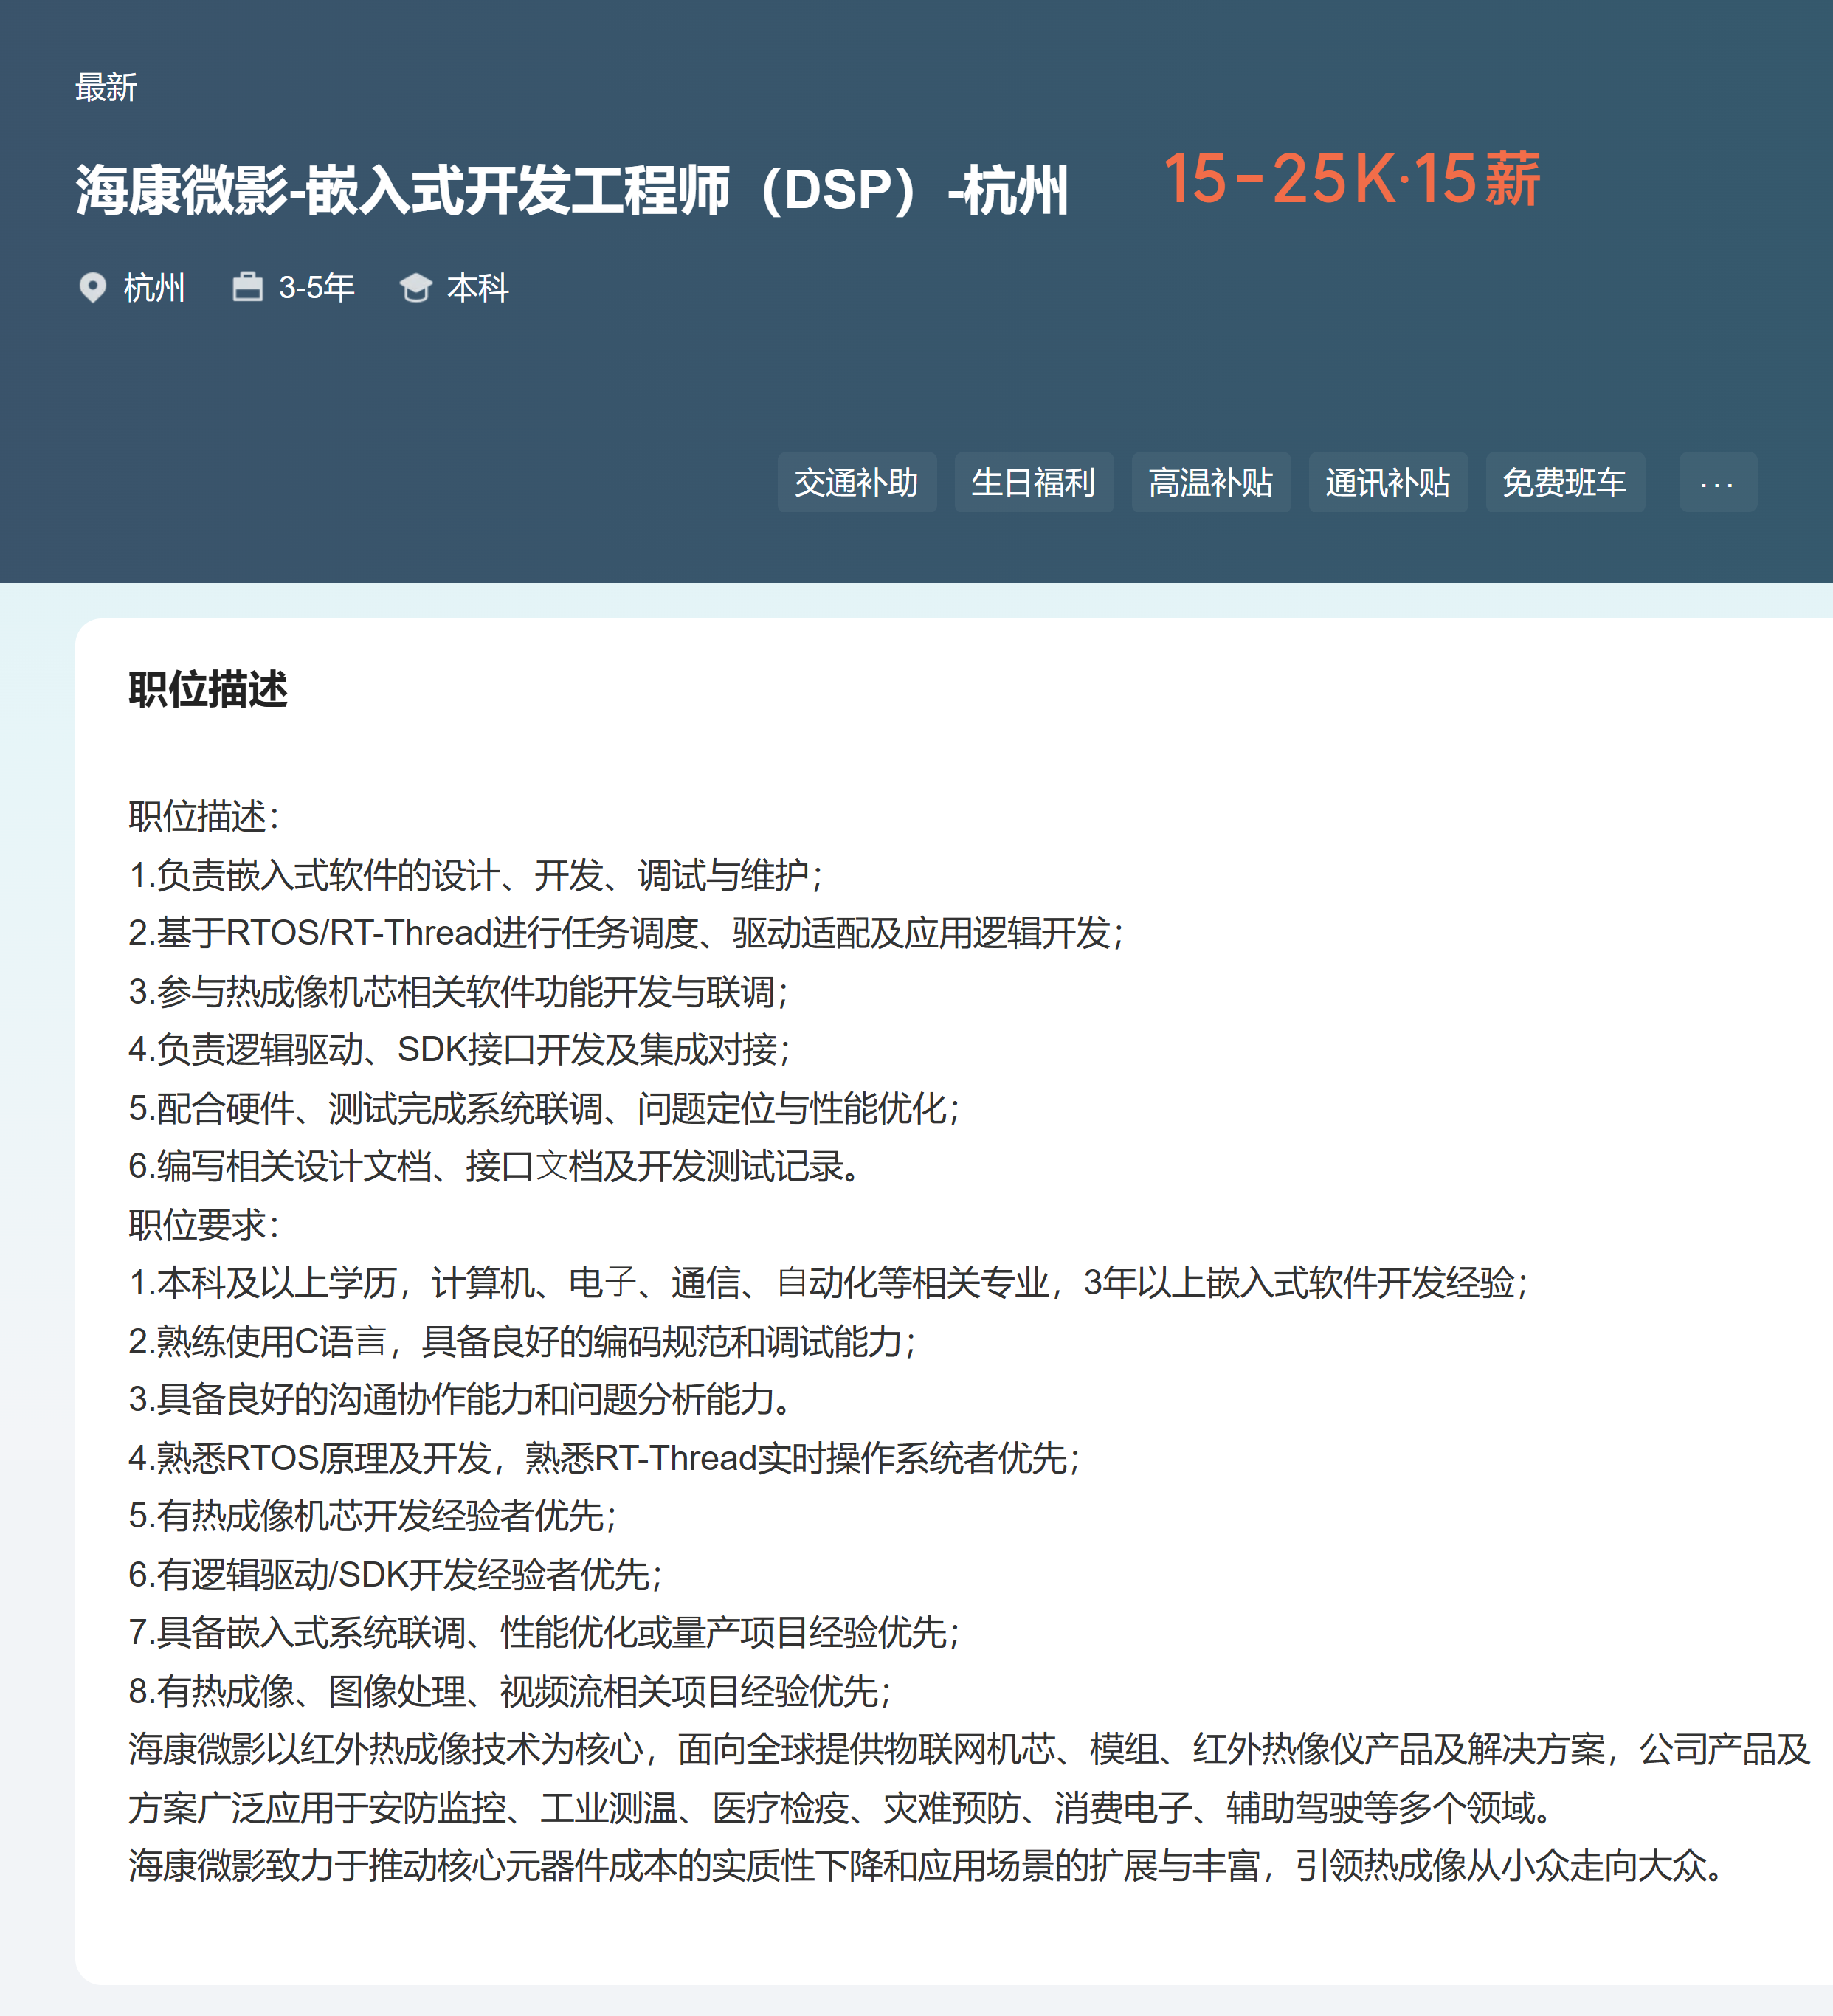 最新
海康微影-嵌入式开发工程师（DSP）-杭州 15-25K·15薪
杭州 3-5年 本科
交通补助 生日福利 高温补贴 通讯补贴 免费班车 ···
职位描述
职位描述：
1.负责嵌入式软件的设计、开发、调试与维护；
2.基于RTOS/RT-Thread进行任务调度、驱动适配及应用逻辑开发；
3.参与热成像机芯相关软件功能开发与联调；
4.负责逻辑驱动、SDK接口开发及集成对接；
5.配合硬件、测试完成系统联调、问题定位与性能优化；
6.编写相关设计文档、接口文档及开发测试记录。
职位要求：
1.本科及以上学历，计算机、电子、通信、自动化等相关专业，3年以上嵌入式软件开发经验；
2.熟练使用C语言，具备良好的编码规范和调试能力；
3.具备良好的沟通协作能力和问题分析能力。
4.熟悉RTOS原理及开发，熟悉RT-Thread实时操作系统者优先；
5.有热成像机芯开发经验者优先；
6.有逻辑驱动/SDK开发经验者优先；
7.具备嵌入式系统联调、性能优化或量产项目经验优先；
8.有热成像、图像处理、视频流相关项目经验优先；
海康微影以红外热成像技术为核心，面向全球提供物联网机芯、模组、红外热像仪产品及解决方案，公司产品及
方案广泛应用于安防监控、工业测温、医疗检疫、灾难预防、消费电子、辅助驾驶等多个领域。
海康微影致力于推动核心元器件成本的实质性下降和应用场景的扩展与丰富，引领热成像从小众走向大众。